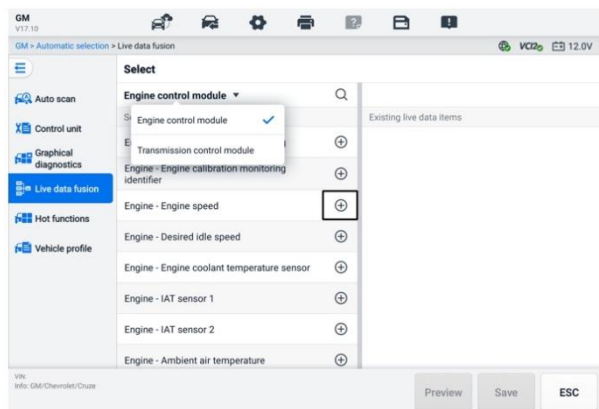 GM
V17.10
GM > Automatic selection > Live data fusion
VCI2
12.0V
Select
Auto scan
Control unit
Graphical
diagnostics
Live data fusion
Hot functions
Vehicle profile
Engine control module
Engine control module
Transmission control module
Engine - Engine calibration monitoring
identifier
Engine - Engine speed
Engine - Desired idle speed
Engine - Engine coolant temperature sensor
Engine - IAT sensor 1
Engine - IAT sensor 2
Engine - Ambient air temperature
Existing live data items
VIN:
Info: GM/Chevrolet/Cruze
Preview
Save
ESC